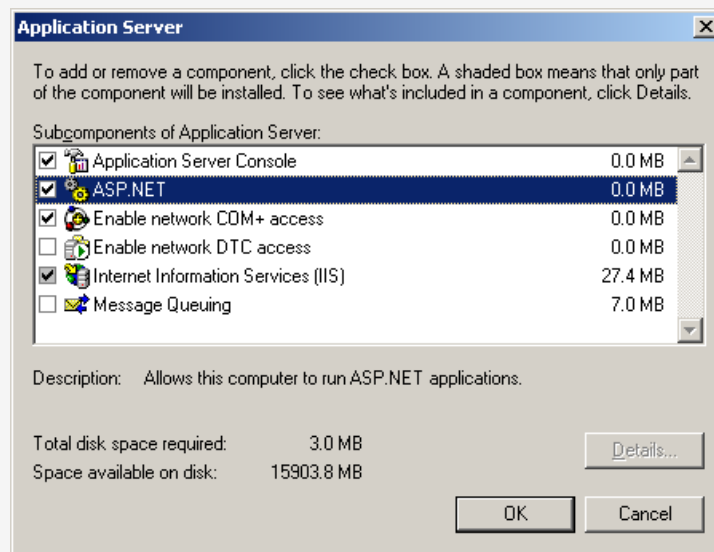 Application Server
To add or remove a component, click the check box. A shaded box means that only part
of the component will be installed. To see what's included in a component, click Details.
Subcomponents of Application Server:
Application Server Console 0.0 MB
ASP.NET 0.0 MB
Enable network COM+ access 0.0 MB
Enable network DTC access 0.0 MB
Internet Information Services (IIS) 27.4 MB
Message Queuing 7.0 MB
Description: Allows this computer to run ASP.NET applications.
Total disk space required: 3.0 MB
Space available on disk: 15903.8 MB
Details...
OK Cancel